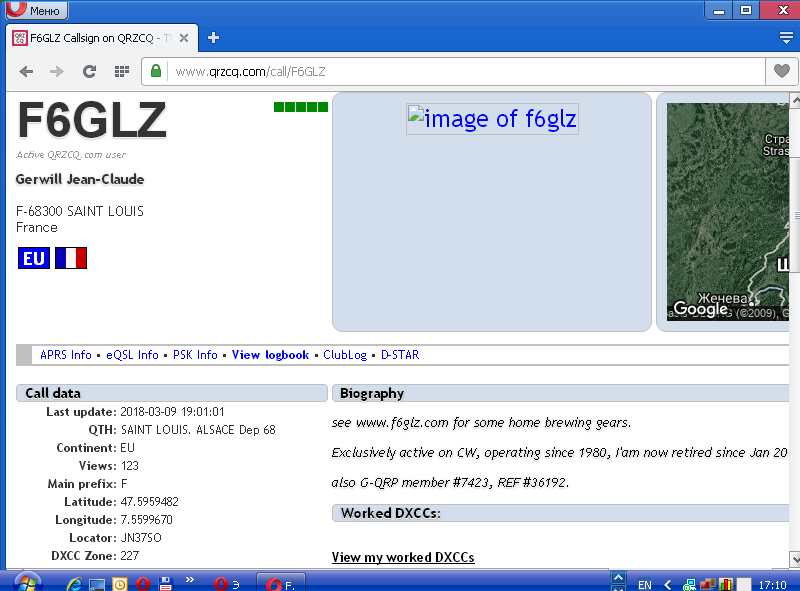 Меню
F6GLZ Callsign on QRZCQ - T
www.qrzcq.com/call/F6GLZ
F6GLZ
Active QRZCQ.com user
Gerwill Jean-Claude
F-68300 SAINT LOUIS
France
EU
image of f6glz
Стра
Stras
Ш
Женева
Google
(©2009), G
APRS Info • eQSL Info • PSK Info • View logbook • ClubLog • D-STAR
Call data
Last update: 2018-03-09 19:01:01
QTH: SAINT LOUIS. ALSACE Dep 68
Continent: EU
Views: 123
Main prefix: F
Latitude: 47.5959482
Longitude: 7.5599670
Locator: JN37SO
DXCC Zone: 227
Biography
see www.f6glz.com for some home brewing gears.
Exclusively active on CW, operating since 1980, I'am now retired since Jan 20
also G-QRP member #7423, REF #36192.
Worked DXCCs:
View my worked DXCCs
Э
F.
EN
17:10